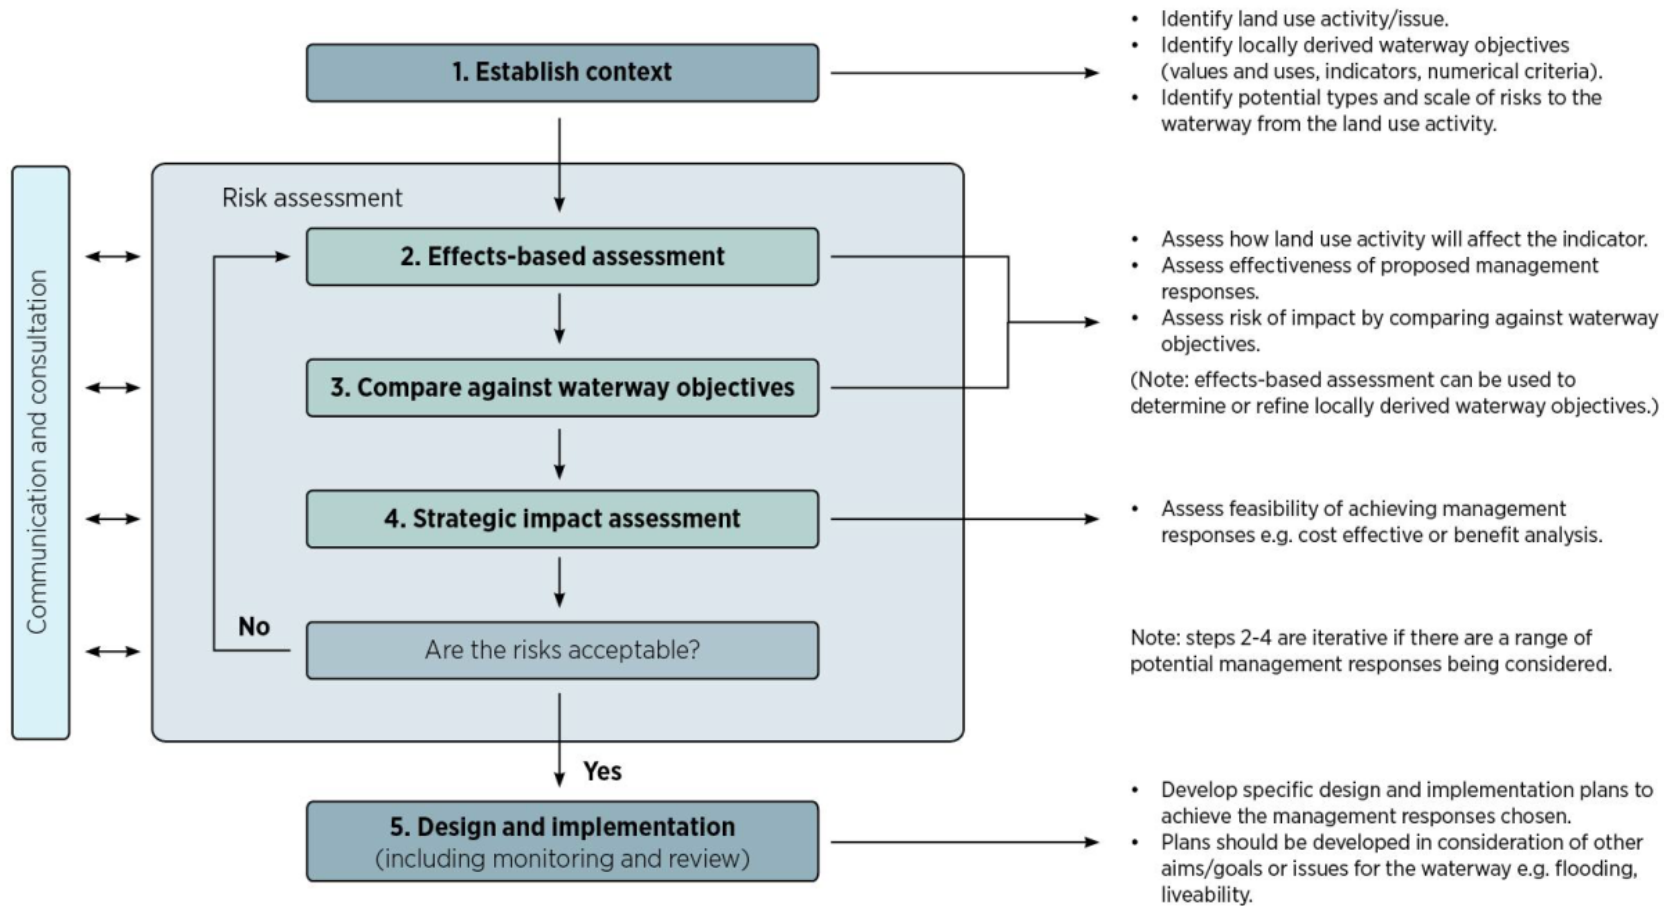 1. Establish context
• Identify land use activity/issue.
• Identify locally derived waterway objectives
(values and uses, indicators, numerical criteria).
• Identify potential types and scale of risks to the
waterway from the land use activity.
Communication and consultation
Risk assessment
2. Effects-based assessment
3. Compare against waterway objectives
• Assess how land use activity will affect the indicator.
• Assess effectiveness of proposed management
responses.
• Assess risk of impact by comparing against waterway
objectives.
(Note: effects-based assessment can be used to
determine or refine locally derived waterway objectives.)
4. Strategic impact assessment
• Assess feasibility of achieving management
responses e.g. cost effective or benefit analysis.
No
Are the risks acceptable?
Note: steps 2-4 are iterative if there are a range of
potential management responses being considered.
Yes
5. Design and implementation
(including monitoring and review)
• Develop specific design and implementation plans to
achieve the management responses chosen.
• Plans should be developed in consideration of other
aims/goals or issues for the waterway e.g. flooding,
liveability.